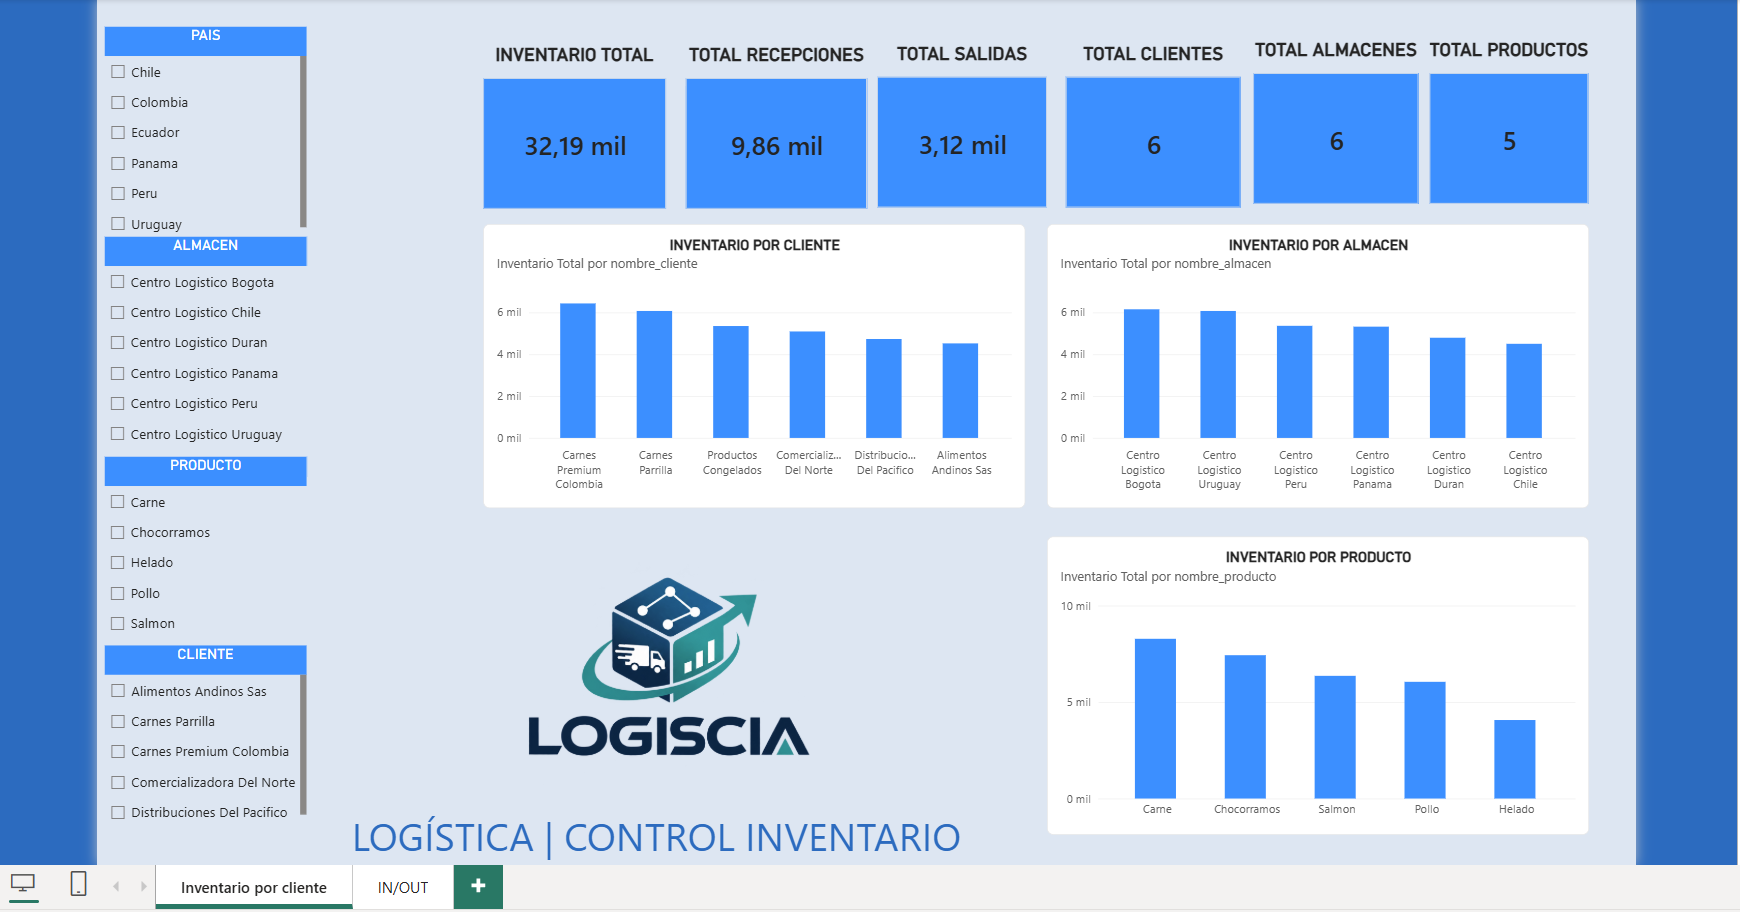 PAIS
Chile
Colombia
Ecuador
Panama
Peru
Uruguay
ALMACEN
Centro Logistico Bogota
Centro Logistico Chile
Centro Logistico Duran
Centro Logistico Panama
Centro Logistico Peru
Centro Logistico Uruguay
PRODUCTO
Carne
Chocorramos
Helado
Pollo
Salmon
CLIENTE
Alimentos Andinos Sas
Carnes Parrilla
Carnes Premium Colombia
Comercializadora Del Norte
Distribuciones Del Pacifico
INVENTARIO TOTAL
32,19 mil
TOTAL RECEPCIONES
9,86 mil
TOTAL SALIDAS
3,12 mil
TOTAL CLIENTES
6
TOTAL ALMACENES
6
TOTAL PRODUCTOS
5
INVENTARIO POR CLIENTE
Inventario Total por nombre_cliente
6 mil
4 mil
2 mil
0 mil
Carnes
Premium
Colombia
Carnes
Parrilla
Productos
Congelados
Comercializ...
Del Norte
Distribucio...
Del Pacifico
Alimentos
Andinos Sas
INVENTARIO POR ALMACEN
Inventario Total por nombre_almacen
6 mil
4 mil
2 mil
0 mil
Centro
Logistico
Bogota
Centro
Logistico
Uruguay
Centro
Logistico
Peru
Centro
Logistico
Panama
Centro
Logistico
Duran
Centro
Logistico
Chile
INVENTARIO POR PRODUCTO
Inventario Total por nombre_producto
10 mil
5 mil
0 mil
Carne
Chocorramos
Salmon
Pollo
Helado
LOGISCIA
LOGÍSTICA | CONTROL INVENTARIO
Inventario por cliente
IN/OUT
+